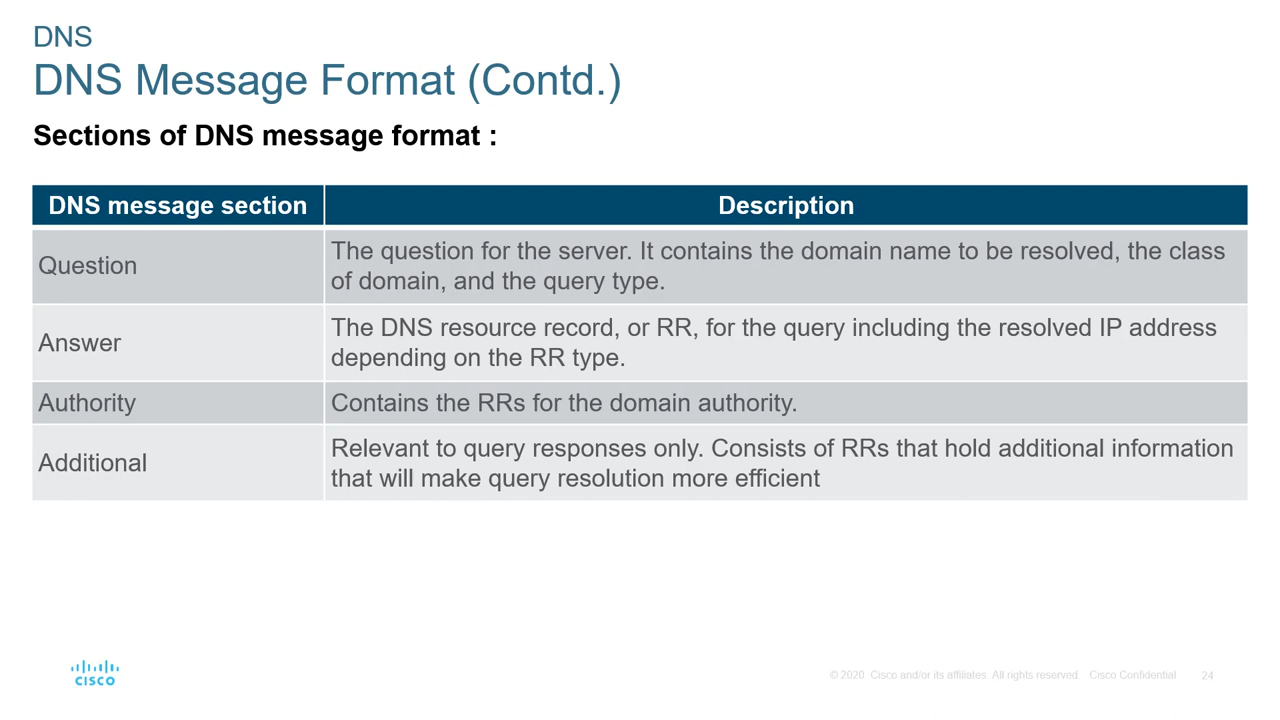 DNS
DNS Message Format (Contd.)
Sections of DNS message format :
DNS message section
Description
Question
The question for the server. It contains the domain name to be resolved, the class
of domain, and the query type.
Answer
The DNS resource record, or RR, for the query including the resolved IP address
depending on the RR type.
Authority
Contains the RRs for the domain authority.
Additional
Relevant to query responses only. Consists of RRs that hold additional information
that will make query resolution more efficient
CISCO
© 2020 Cisco and/or its affiliates. All rights reserved. Cisco Confidential
24